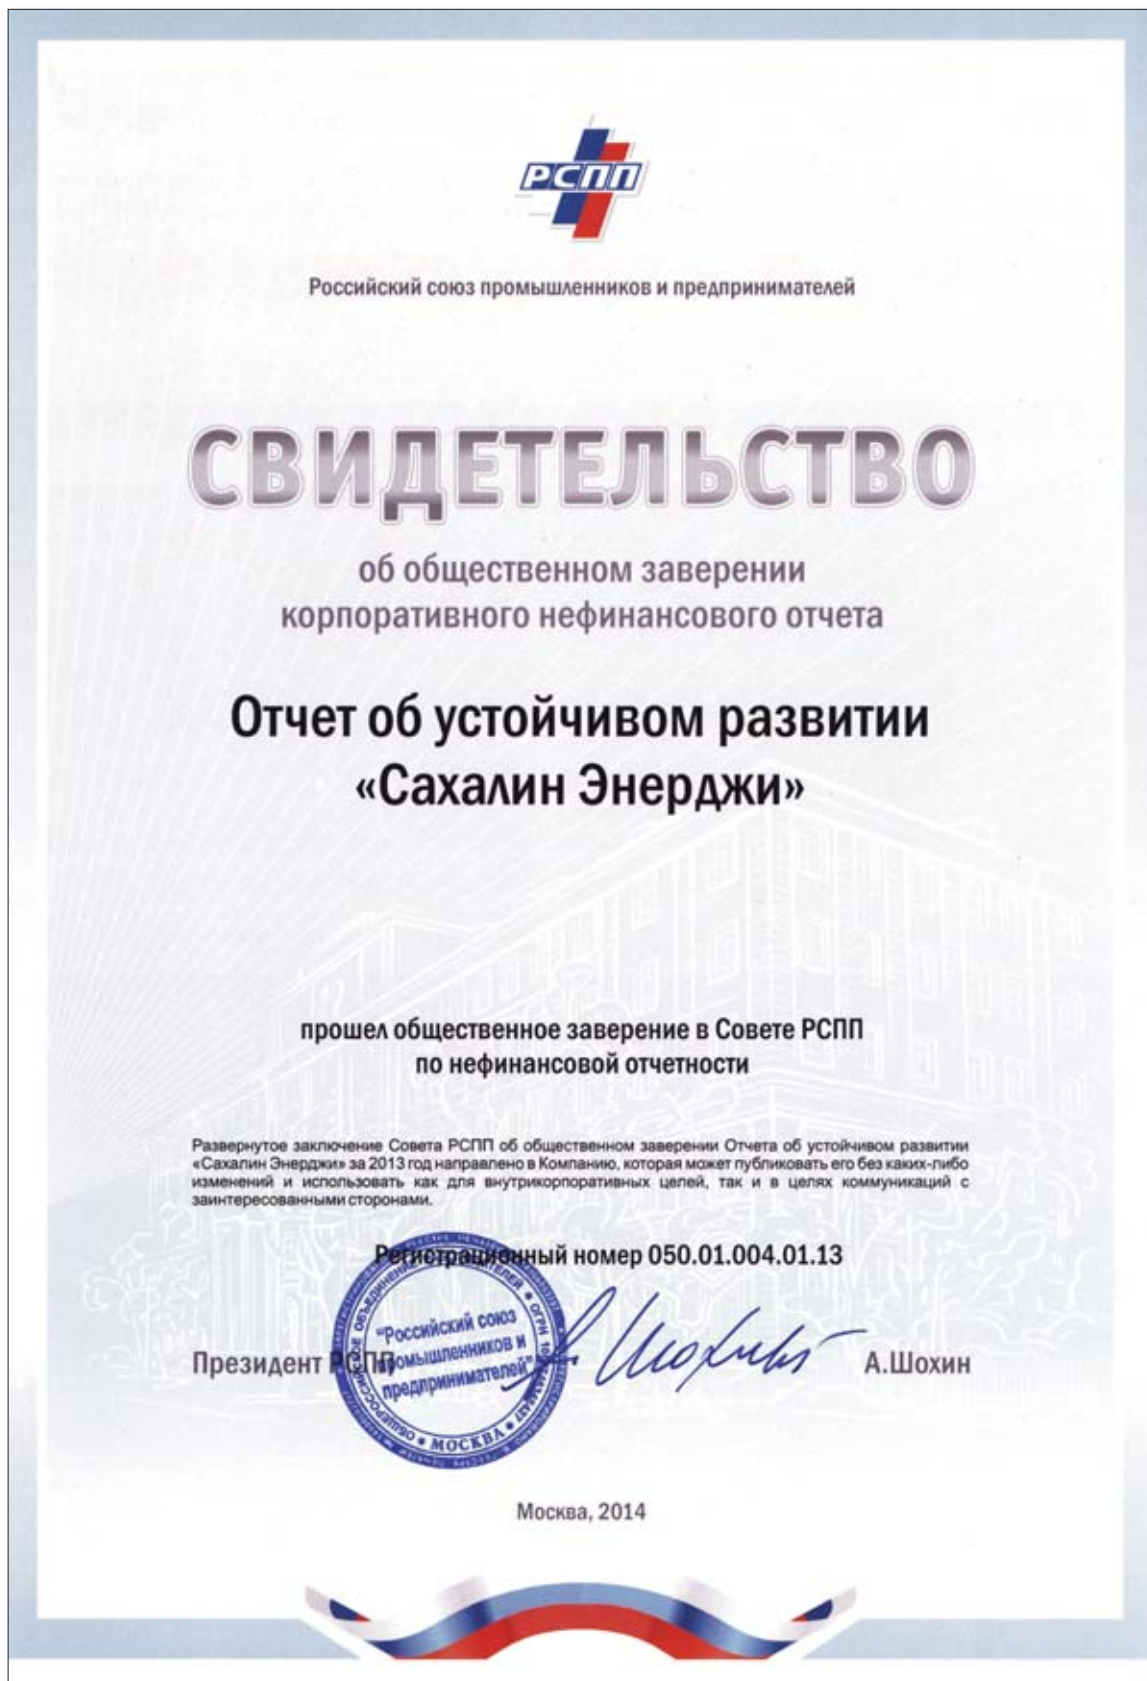 РСПП
Российский союз промышленников и предпринимателей
СВИДЕТЕЛЬСТВО
об общественном заверении
корпоративного нефинансового отчета
Отчет об устойчивом развитии
«Сахалин Энерджи»
прошел общественное заверение в Совете РСПП
по нефинансовой отчетности
Развернутое заключение Совета РСПП об общественном заверении Отчета об устойчивом развитии
«Сахалин Энерджи» за 2013 год направлено в Компанию, которая может публиковать его без каких-либо
изменений и использовать как для внутрикорпоративных целей, так и в целях коммуникаций с
заинтересованными сторонами.
Регистрационный номер 050.01.004.01.13
Президент РСПП
"Российский союз
промышленников и
предпринимателей"
ОБЩЕРОССИЙСКОЕ ОБЪЕДИНЕНИЕ
ОГРН
МОСКВА
А.Шохин
Москва, 2014